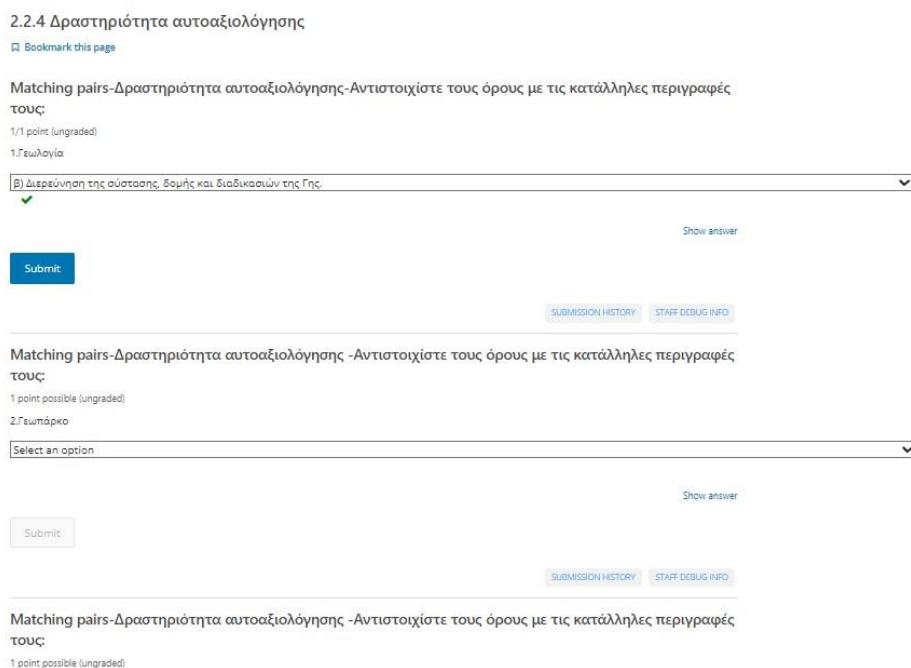 2.2.4 Δραστηριότητα αυτοαξιολόγησης
Bookmark this page
Matching pairs-Δραστηριότητα αυτοαξιολόγησης-Αντιστοιχίστε τους όρους με τις κατάλληλες περιγραφές
τους:
1/1 point (ungraded)
1.Γεωλογία
β) Διερεύνηση της σύστασης, δομής και διαδικασιών της Γης.
Show answer
Submit
SUBMISSION HISTORY STAFF DEBUG INFO
Matching pairs-Δραστηριότητα αυτοαξιολόγησης -Αντιστοιχίστε τους όρους με τις κατάλληλες περιγραφές
τους:
1 point possible (ungraded)
2.Γεωπάρκο
Select an option
Show answer
Submit
SUBMISSION HISTORY STAFF DEBUG INFO
Matching pairs-Δραστηριότητα αυτοαξιολόγησης -Αντιστοιχίστε τους όρους με τις κατάλληλες περιγραφές
τους:
1 point possible (ungraded)